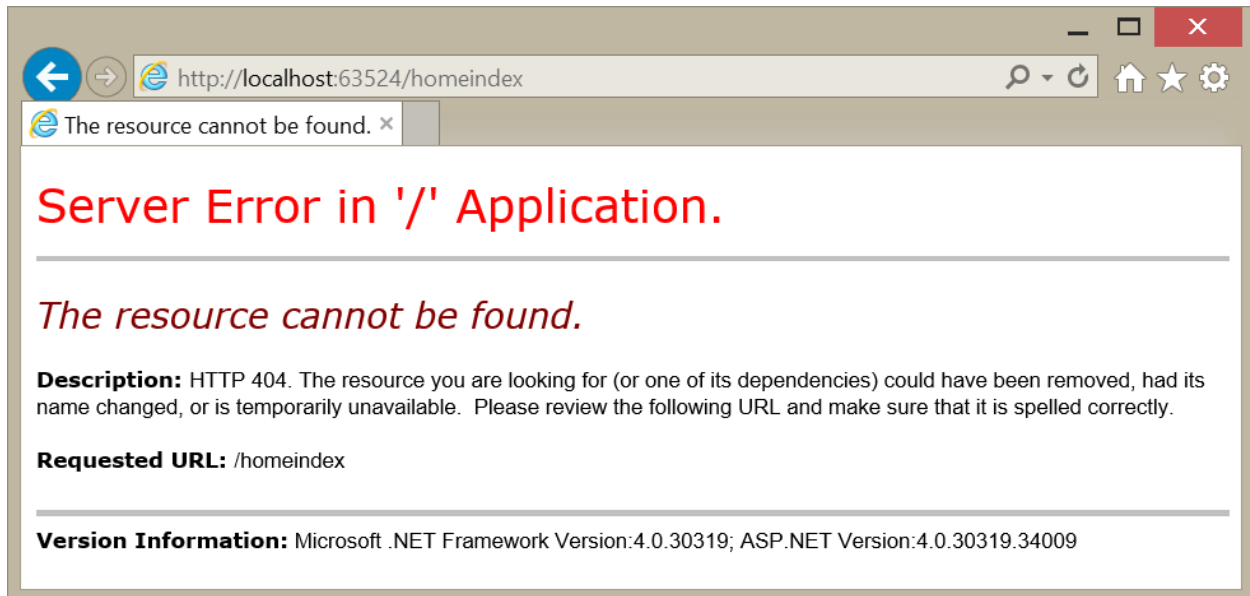 http://localhost:63524/homeindex
The resource cannot be found.
Server Error in '/' Application.
The resource cannot be found.
Description: HTTP 404. The resource you are looking for (or one of its dependencies) could have been removed, had its
name changed, or is temporarily unavailable.  Please review the following URL and make sure that it is spelled correctly.
Requested URL: /homeindex
Version Information: Microsoft .NET Framework Version:4.0.30319; ASP.NET Version:4.0.30319.34009